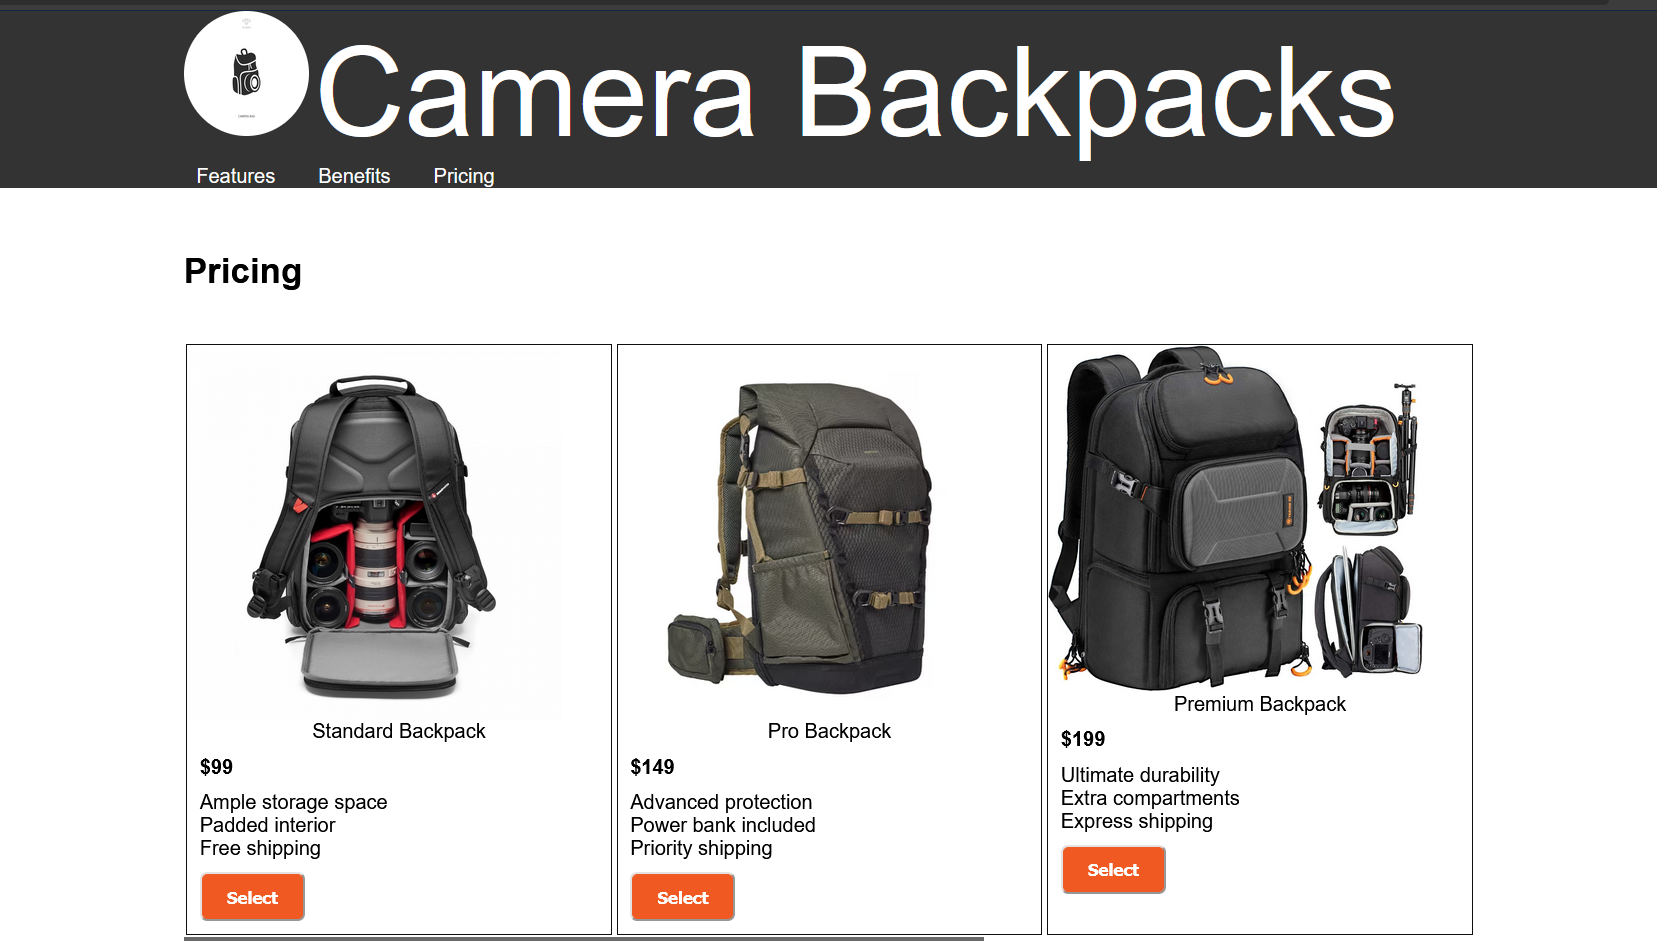 Camera Backpacks
Features Benefits Pricing
Pricing
Standard Backpack
$99
Ample storage space
Padded interior
Free shipping
Select
Pro Backpack
$149
Advanced protection
Power bank included
Priority shipping
Select
Premium Backpack
$199
Ultimate durability
Extra compartments
Express shipping
Select